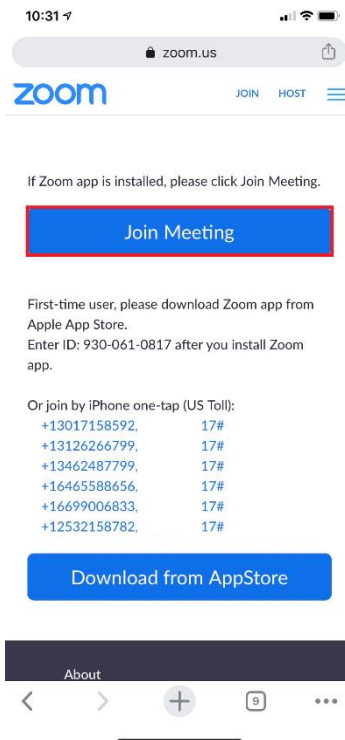 10:31
zoom.us
zoom JOIN HOST
If Zoom app is installed, please click Join Meeting.
Join Meeting
First-time user, please download Zoom app from
Apple App Store.
Enter ID: 930-061-0817 after you install Zoom
app.
Or join by iPhone one-tap (US Toll):
+13017158592, 17#
+13126266799, 17#
+13462487799, 17#
+16465588656, 17#
+16699006833, 17#
+12532158782, 17#
Download from AppStore
About
9